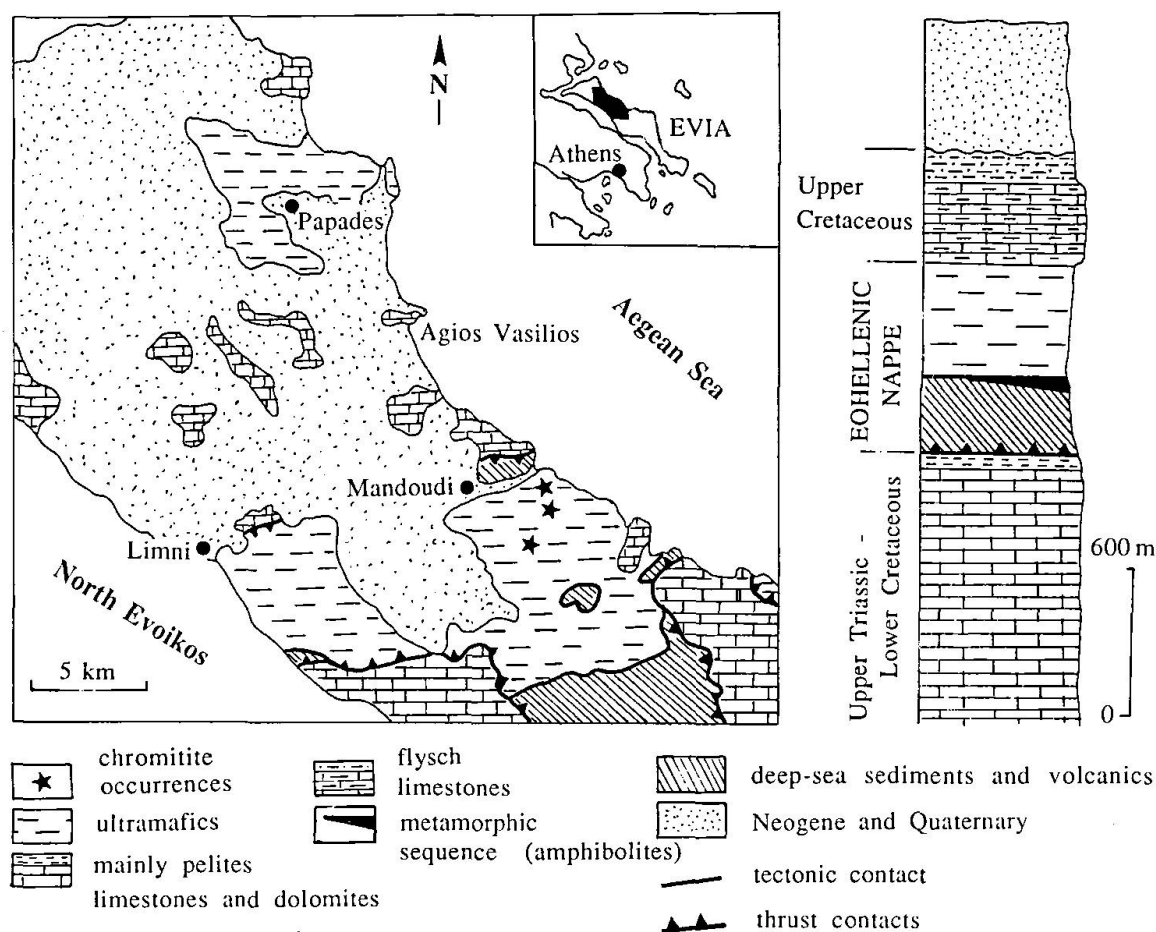 N
EVIA
Athens
Papades
Agios Vasilios
Aegean Sea
Mandoudi
Limni
North Evoikos
5 km
Upper
Cretaceous
EOHELLENIC
NAPPE
Upper Triassic -
Lower Cretaceous
600 m
0
chromitite
occurrences
ultramafics
mainly pelites
limestones and dolomites
flysch
limestones
metamorphic
sequence (amphibolites)
deep-sea sediments and volcanics
Neogene and Quaternary
tectonic contact
thrust contacts